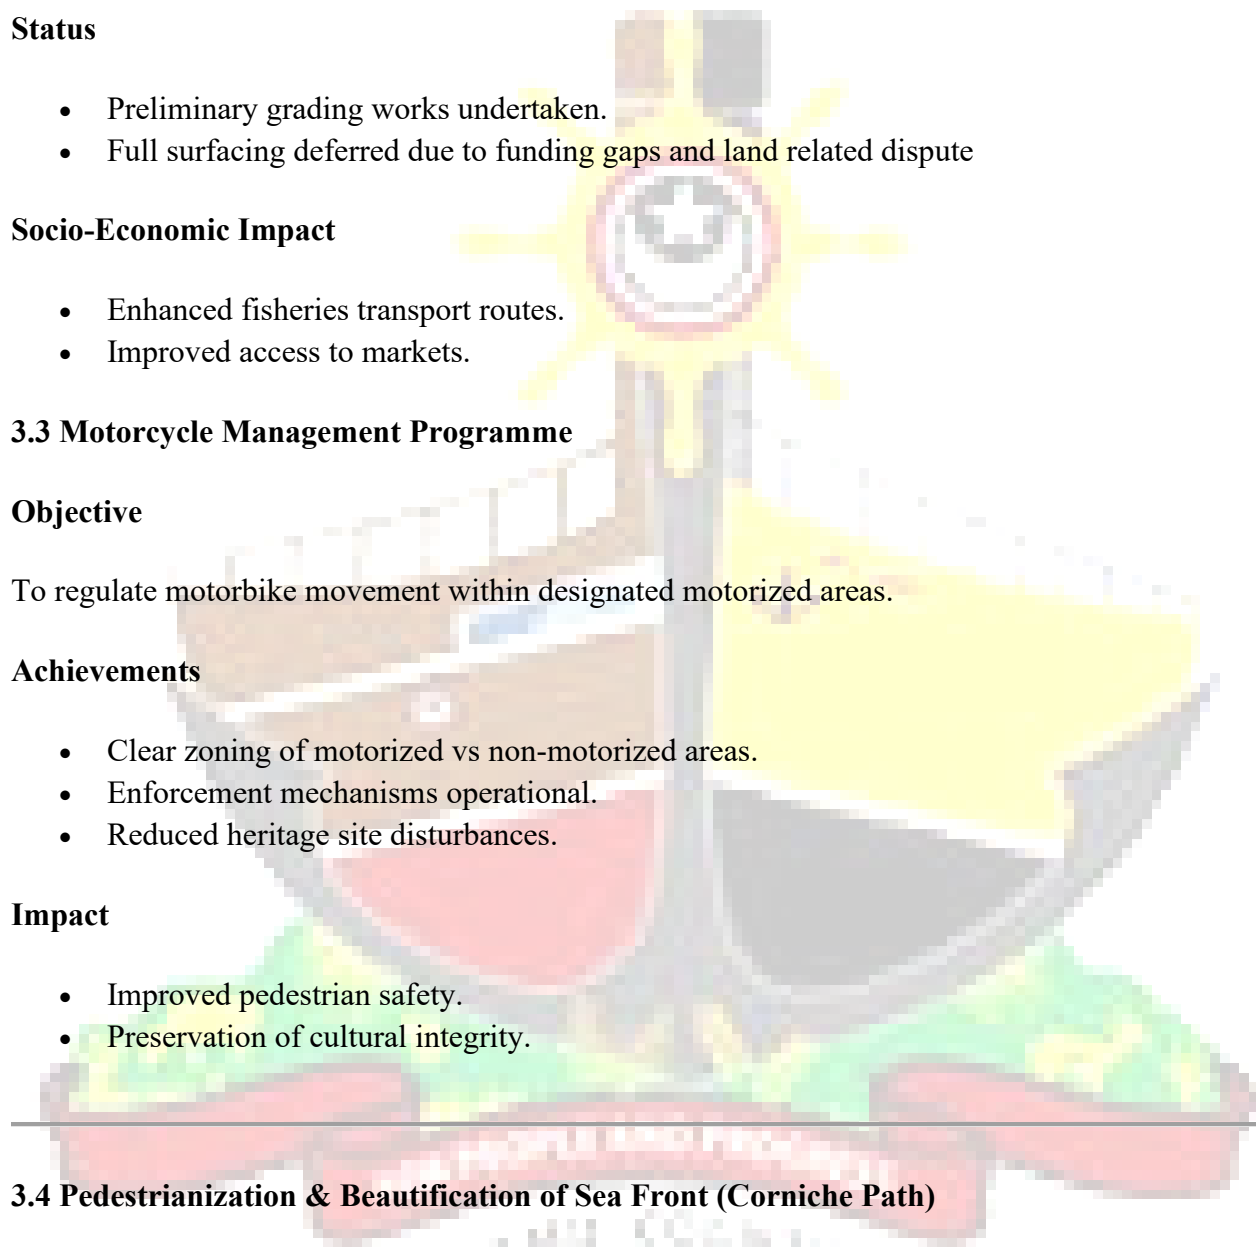 Status
• Preliminary grading works undertaken.
• Full surfacing deferred due to funding gaps and land related dispute
Socio-Economic Impact
• Enhanced fisheries transport routes.
• Improved access to markets.
3.3 Motorcycle Management Programme
Objective
To regulate motorbike movement within designated motorized areas.
Achievements
• Clear zoning of motorized vs non-motorized areas.
• Enforcement mechanisms operational.
• Reduced heritage site disturbances.
Impact
• Improved pedestrian safety.
• Preservation of cultural integrity.
3.4 Pedestrianization & Beautification of Sea Front (Corniche Path)